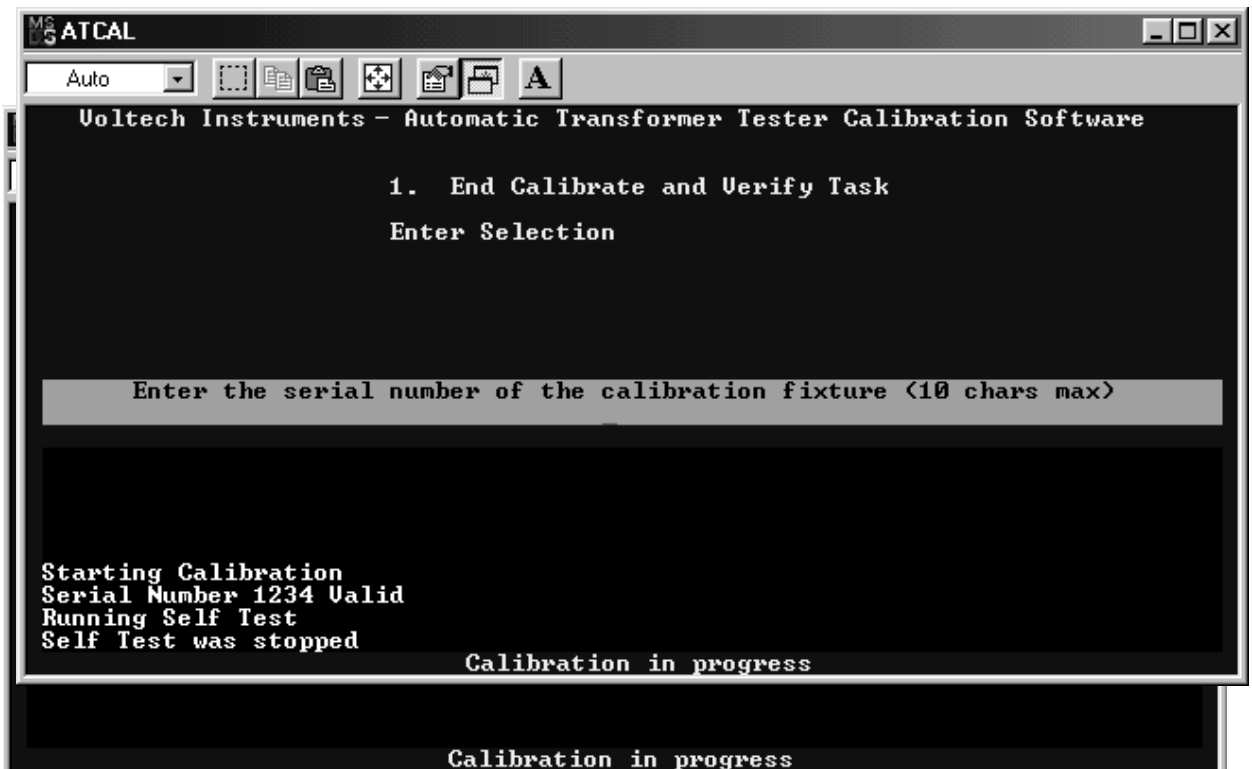 ATCAL
Auto
A
Voltech Instruments - Automatic Transformer Tester Calibration Software
1. End Calibrate and Verify Task
Enter Selection
Enter the serial number of the calibration fixture (10 chars max)
Starting Calibration
Serial Number 1234 Valid
Running Self Test
Self Test was stopped
Calibration in progress
Calibration in progress